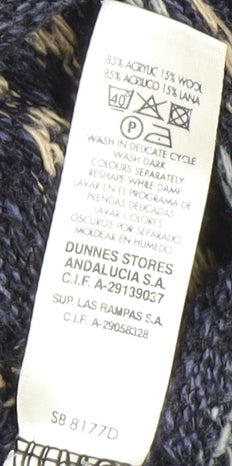 85% ACRYLIC 15% WOOL
85% ACRILICO 15% LANA
40
P
WASH IN DELICATE CYCLE
WASH DARK
COLOURS SEPARATELY
RESHAPE WHILE DAMP
LAVAR EN EL PROGRAMA DE
PRENDAS DELICADAS
LAVAR COLORES
OSCUROS POR SEPARADO
MOLDEAR EN HUMEDO
DUNNES STORES
ANDALUCIA S.A.
C.I.F. A-29139037
SUP. LAS RAMPAS S.A.
C.I.F. A-29058328
SB 8177D